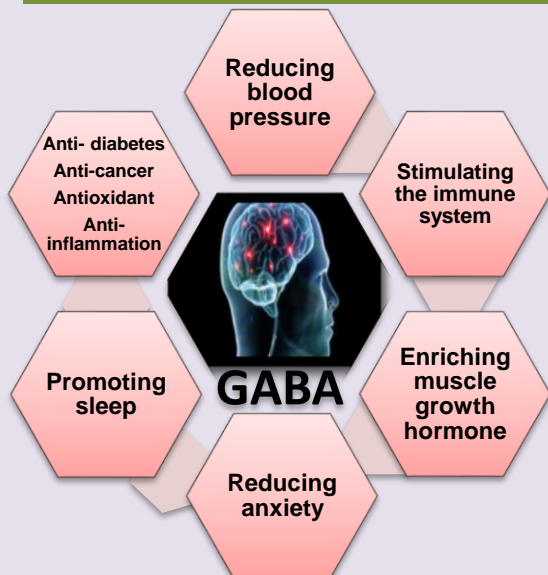 Reducing
blood
pressure
Stimulating
the immune
system
Enriching
muscle
growth
hormone
Reducing
anxiety
Promoting
sleep
Anti- diabetes
Anti-cancer
Antioxidant
Anti-
inflammation
GABA